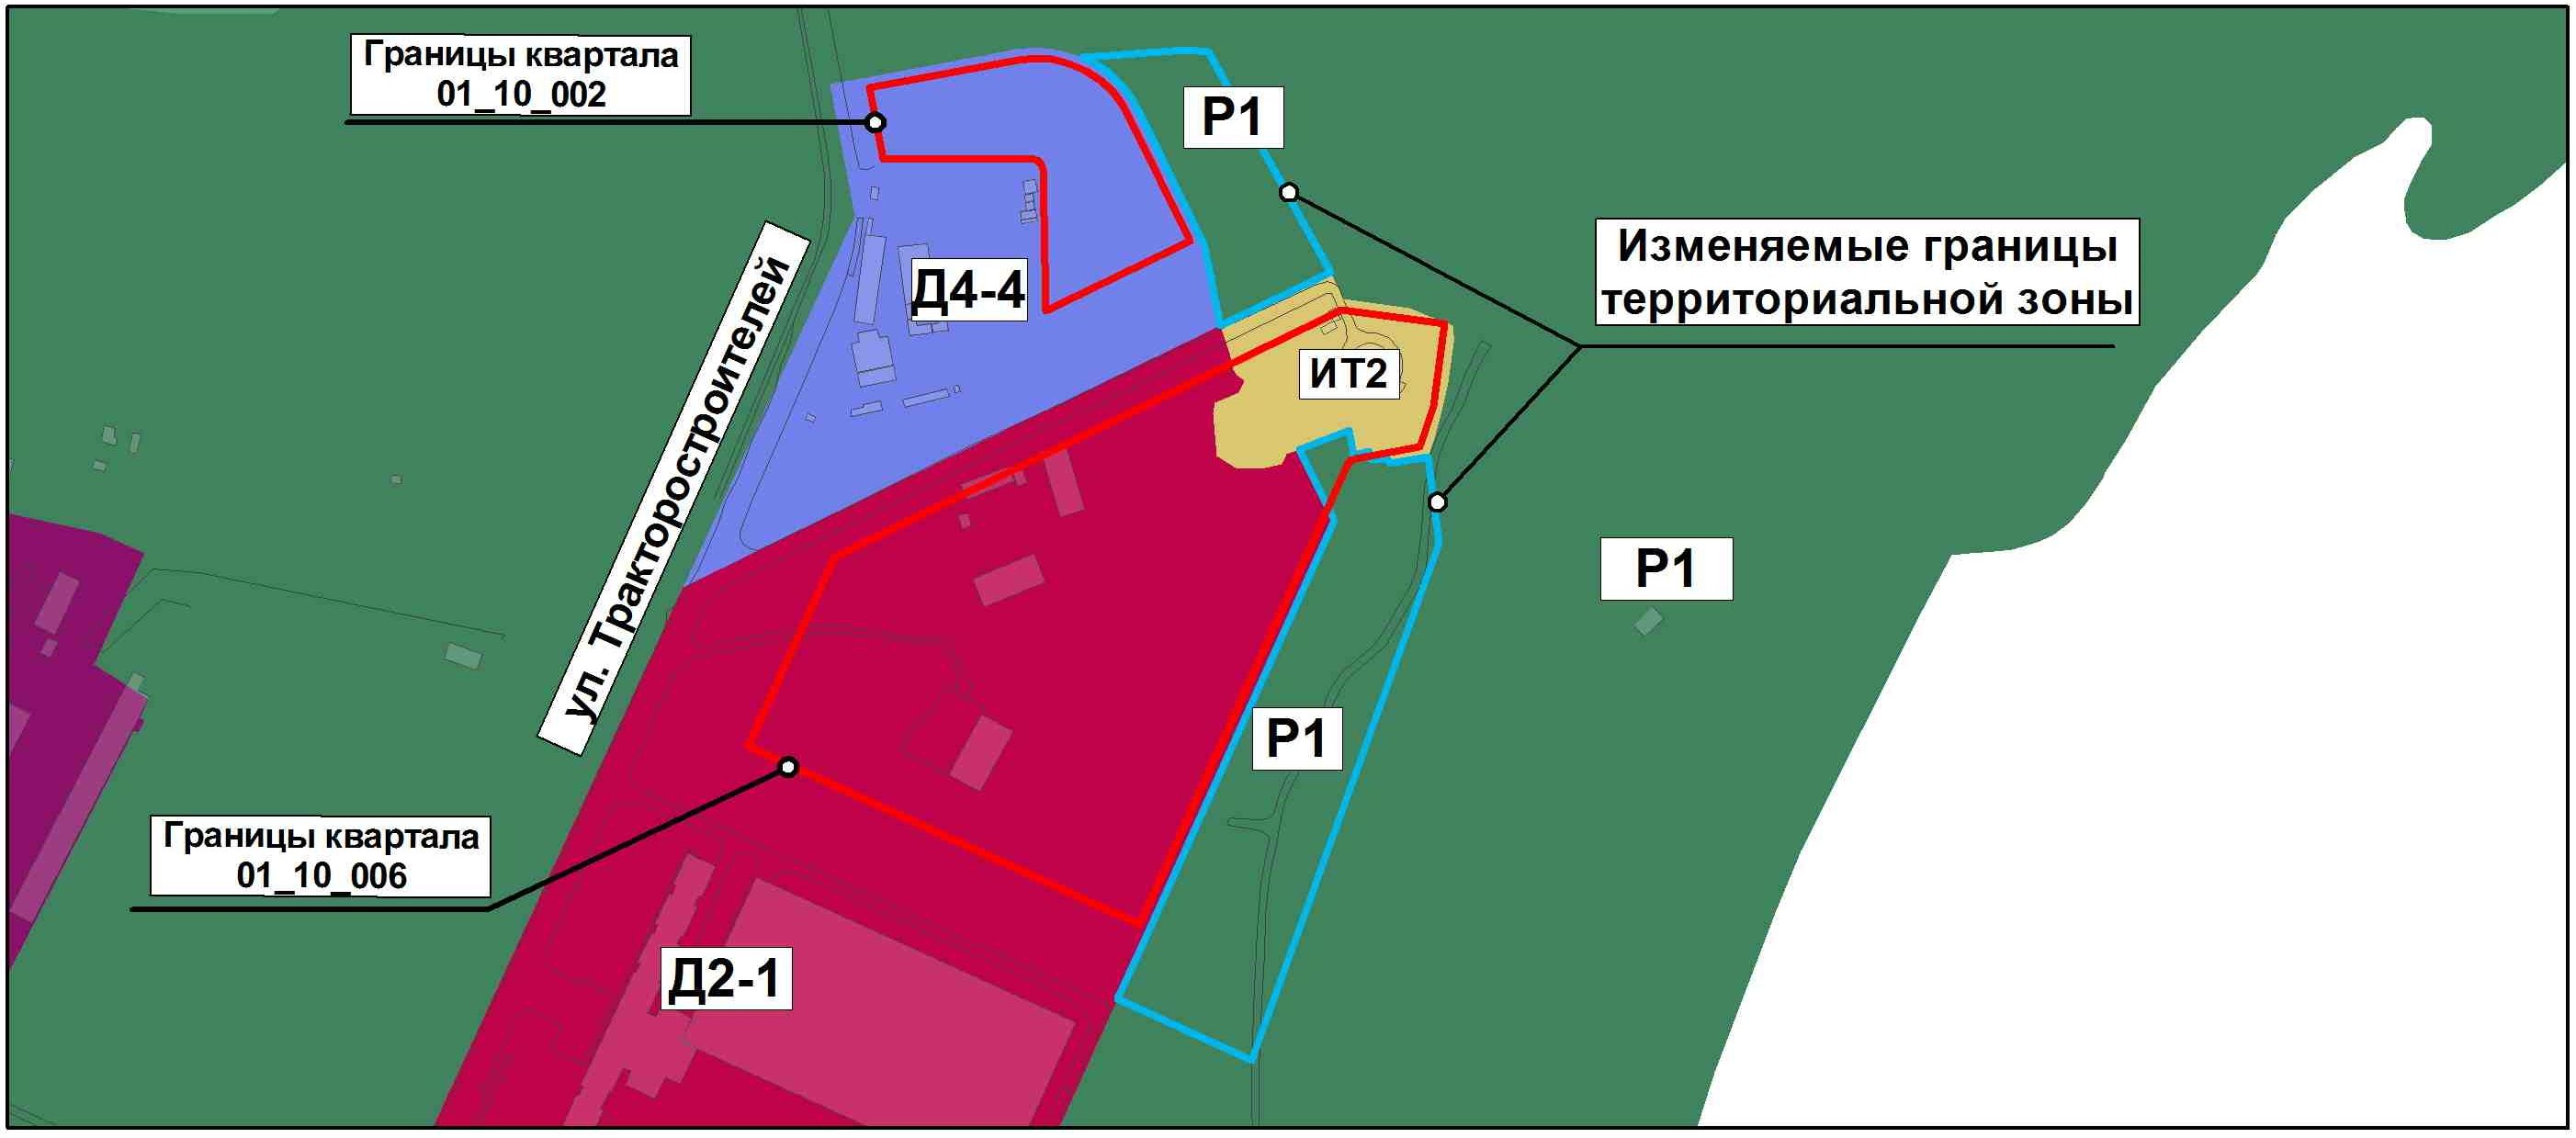 Границы квартала
01_10_002
Р1
Изменяемые границы
территориальной зоны
Д4-4
ул. Тракторостроителей
ИТ2
Р1
Р1
Границы квартала
01_10_006
Д2-1